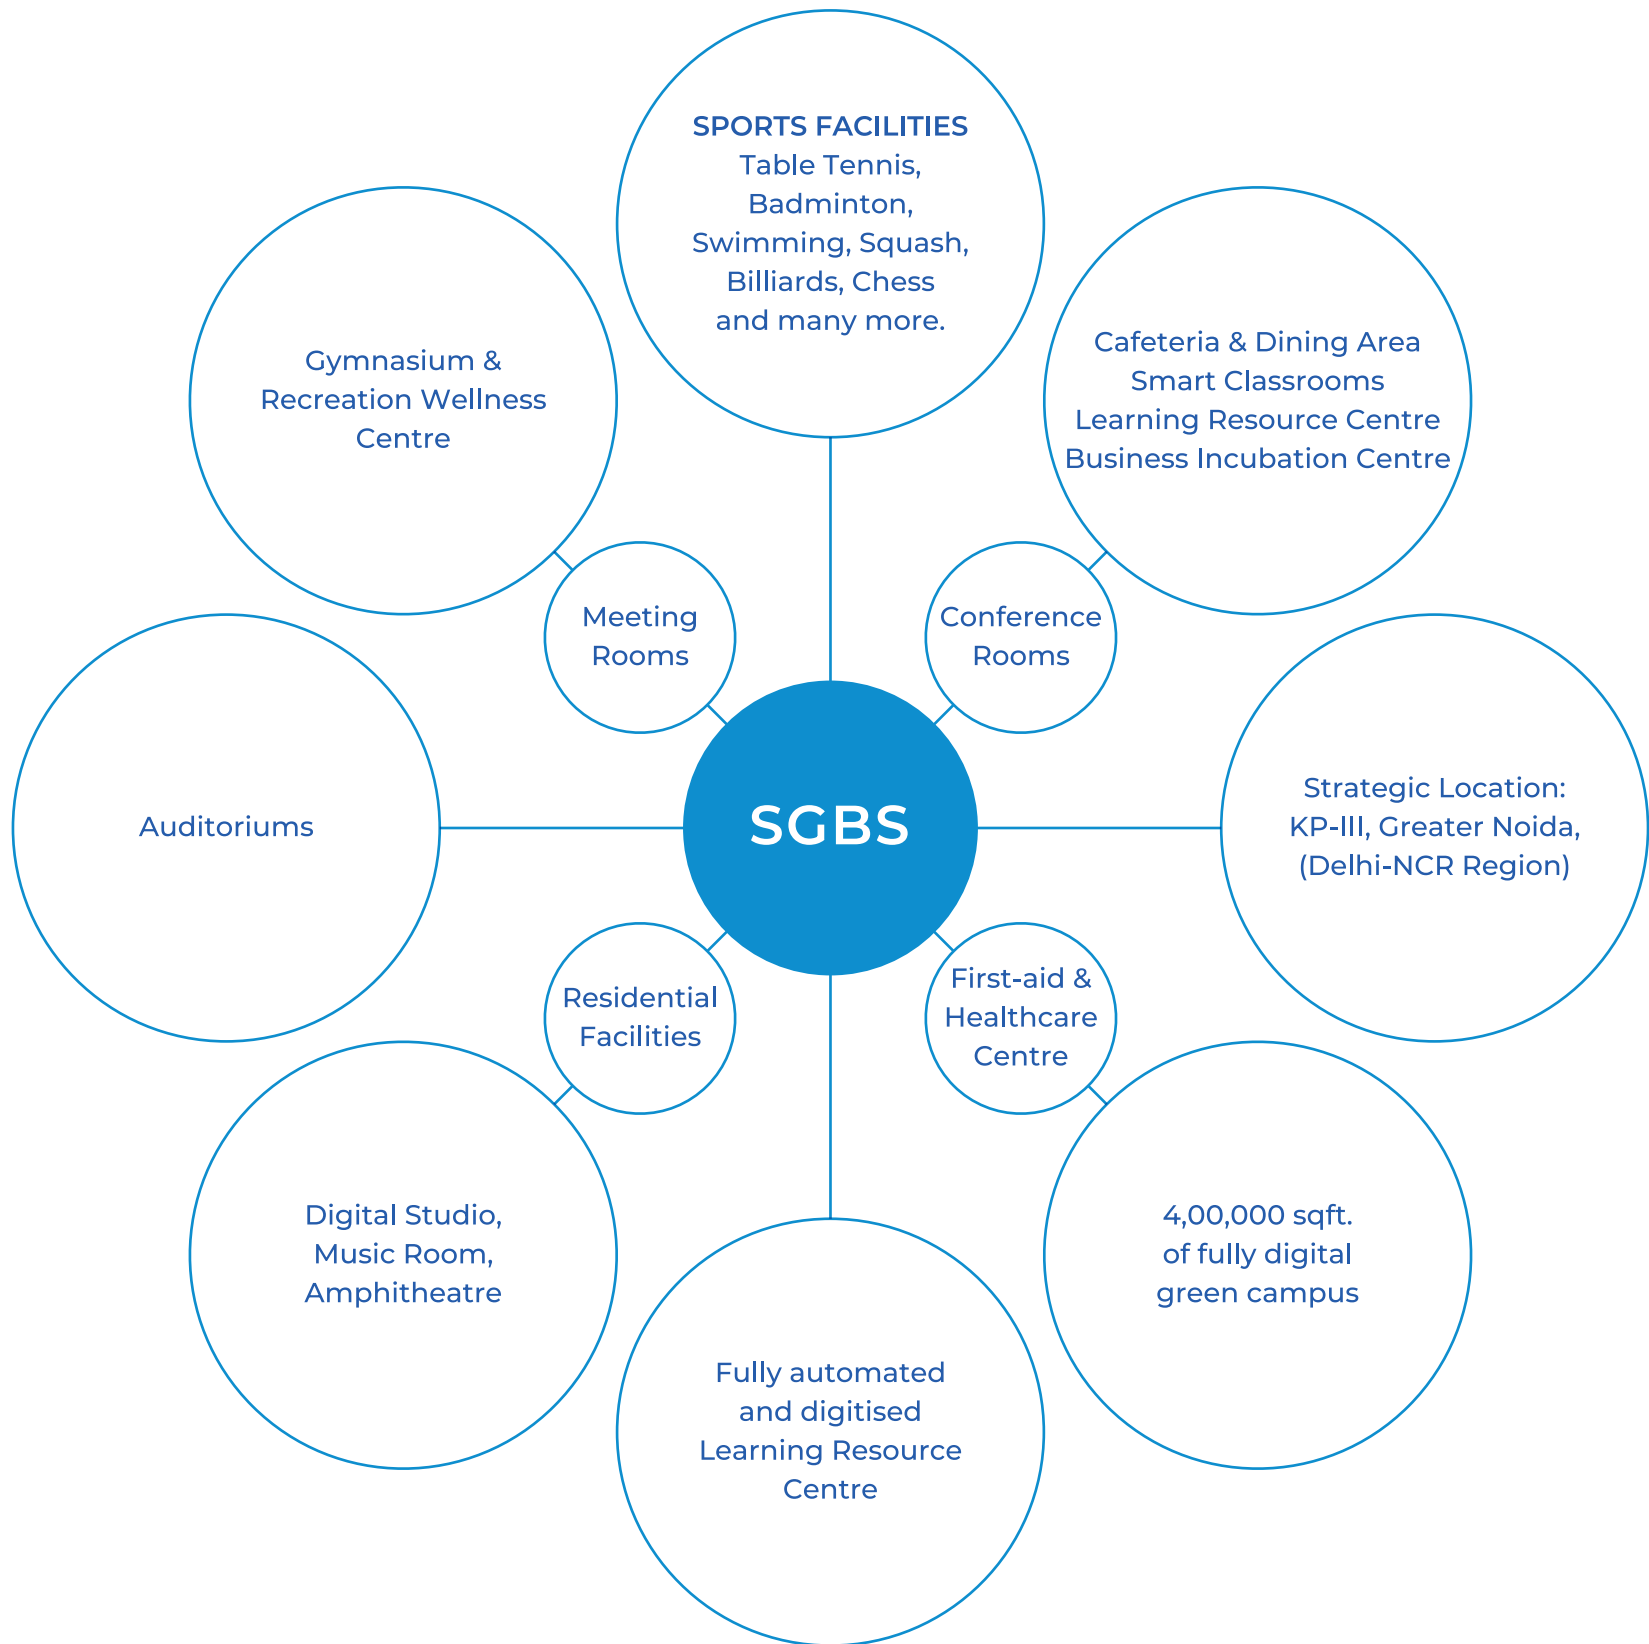 SPORTS FACILITIES
Table Tennis,
Badminton,
Swimming, Squash,
Billiards, Chess
and many more.
Gymnasium &
Recreation Wellness
Centre
Cafeteria & Dining Area
Smart Classrooms
Learning Resource Centre
Business Incubation Centre
Meeting
Rooms
Conference
Rooms
Auditoriums
SGBS
Strategic Location:
KP-III, Greater Noida,
(Delhi-NCR Region)
Residential
Facilities
First-aid &
Healthcare
Centre
Digital Studio,
Music Room,
Amphitheatre
4,00,000 sqft.
of fully digital
green campus
Fully automated
and digitised
Learning Resource
Centre